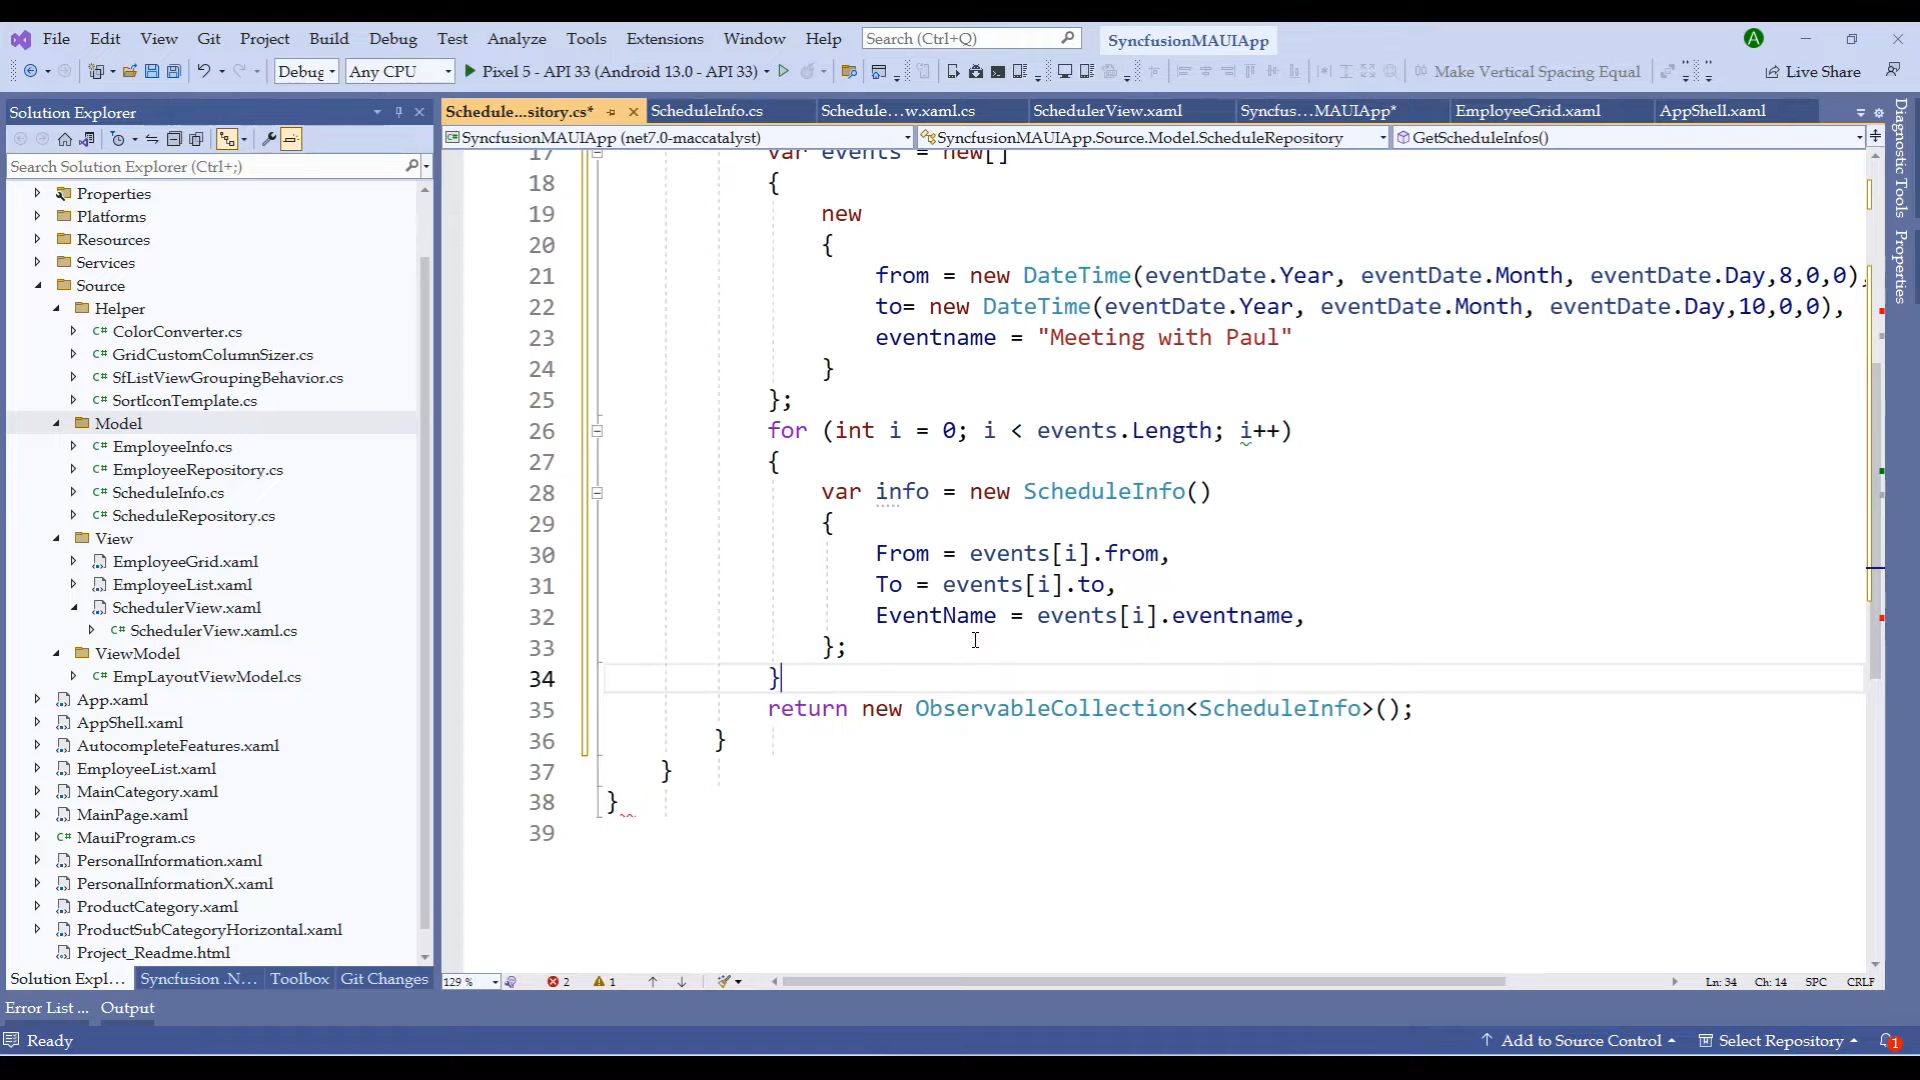 File Edit View Git Project Build Debug Test Analyze Tools Extensions Window Help Search (Ctrl+Q) SyncfusionMAUIApp A
Debug Any CPU Pixel 5 - API 33 (Android 13.0 - API 33) Make Vertical Spacing Equal Live Share
Solution Explorer
Search Solution Explorer (Ctrl+;)
Properties
Platforms
Resources
Services
Source
Helper
C# ColorConverter.cs
C# GridCustomColumnSizer.cs
C# SfListViewGroupingBehavior.cs
C# SortIconTemplate.cs
Model
C# EmployeeInfo.cs
C# EmployeeRepository.cs
C# ScheduleInfo.cs
C# ScheduleRepository.cs
View
EmployeeGrid.xaml
EmployeeList.xaml
SchedulerView.xaml
C# SchedulerView.xaml.cs
ViewModel
C# EmpLayoutViewModel.cs
App.xaml
AppShell.xaml
AutocompleteFeatures.xaml
EmployeeList.xaml
MainCategory.xaml
MainPage.xaml
C# MauiProgram.cs
PersonalInformation.xaml
PersonalInformationX.xaml
ProductCategory.xaml
ProductSubCategoryHorizontal.xaml
Project_Readme.html
Solution Expl... Syncfusion .N... Toolbox Git Changes
Schedule...sitory.cs* ScheduleInfo.cs Schedule...w.xaml.cs SchedulerView.xaml Syncfus...MAUIApp* EmployeeGrid.xaml AppShell.xaml
SyncfusionMAUIApp (net7.0-maccatalyst) SyncfusionMAUIApp.Source.Model.ScheduleRepository GetScheduleInfos()
17 var events = new[]
18 {
19 new
20 {
21 from = new DateTime(eventDate.Year, eventDate.Month, eventDate.Day,8,0,0),
22 to= new DateTime(eventDate.Year, eventDate.Month, eventDate.Day,10,0,0),
23 eventname = "Meeting with Paul"
24 }
25 };
26 for (int i = 0; i < events.Length; i++)
27 {
28 var info = new ScheduleInfo()
29 {
30 From = events[i].from,
31 To = events[i].to,
32 EventName = events[i].eventname,
33 };
34 }
35 return new ObservableCollection<ScheduleInfo>();
36 }
37 }
38 }
39
129 % 2 1 Ln: 34 Ch: 14 SPC CRLF
Diagnostic Tools
Properties
Error List ... Output
Ready Add to Source Control Select Repository 1